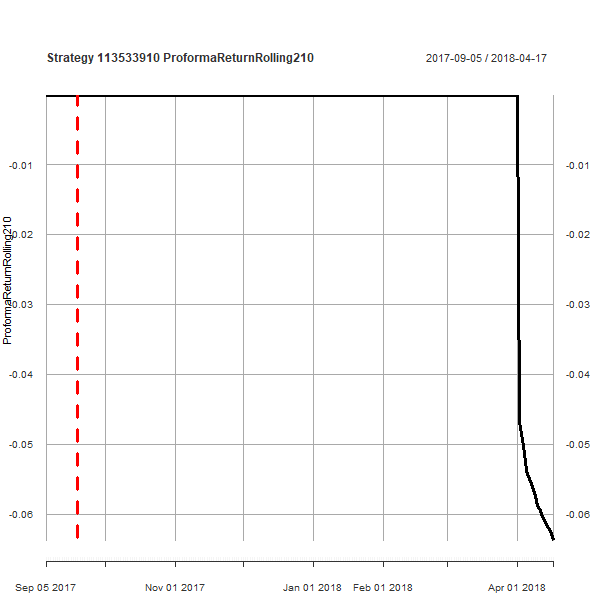 Strategy 113533910 ProformaReturnRolling210
2017-09-05 / 2018-04-17
ProformaReturnRolling210
-0.01
-0.02
-0.03
-0.04
-0.05
-0.06
-0.01
-0.02
-0.03
-0.04
-0.05
-0.06
Sep 05 2017
Nov 01 2017
Jan 01 2018
Feb 01 2018
Apr 01 2018